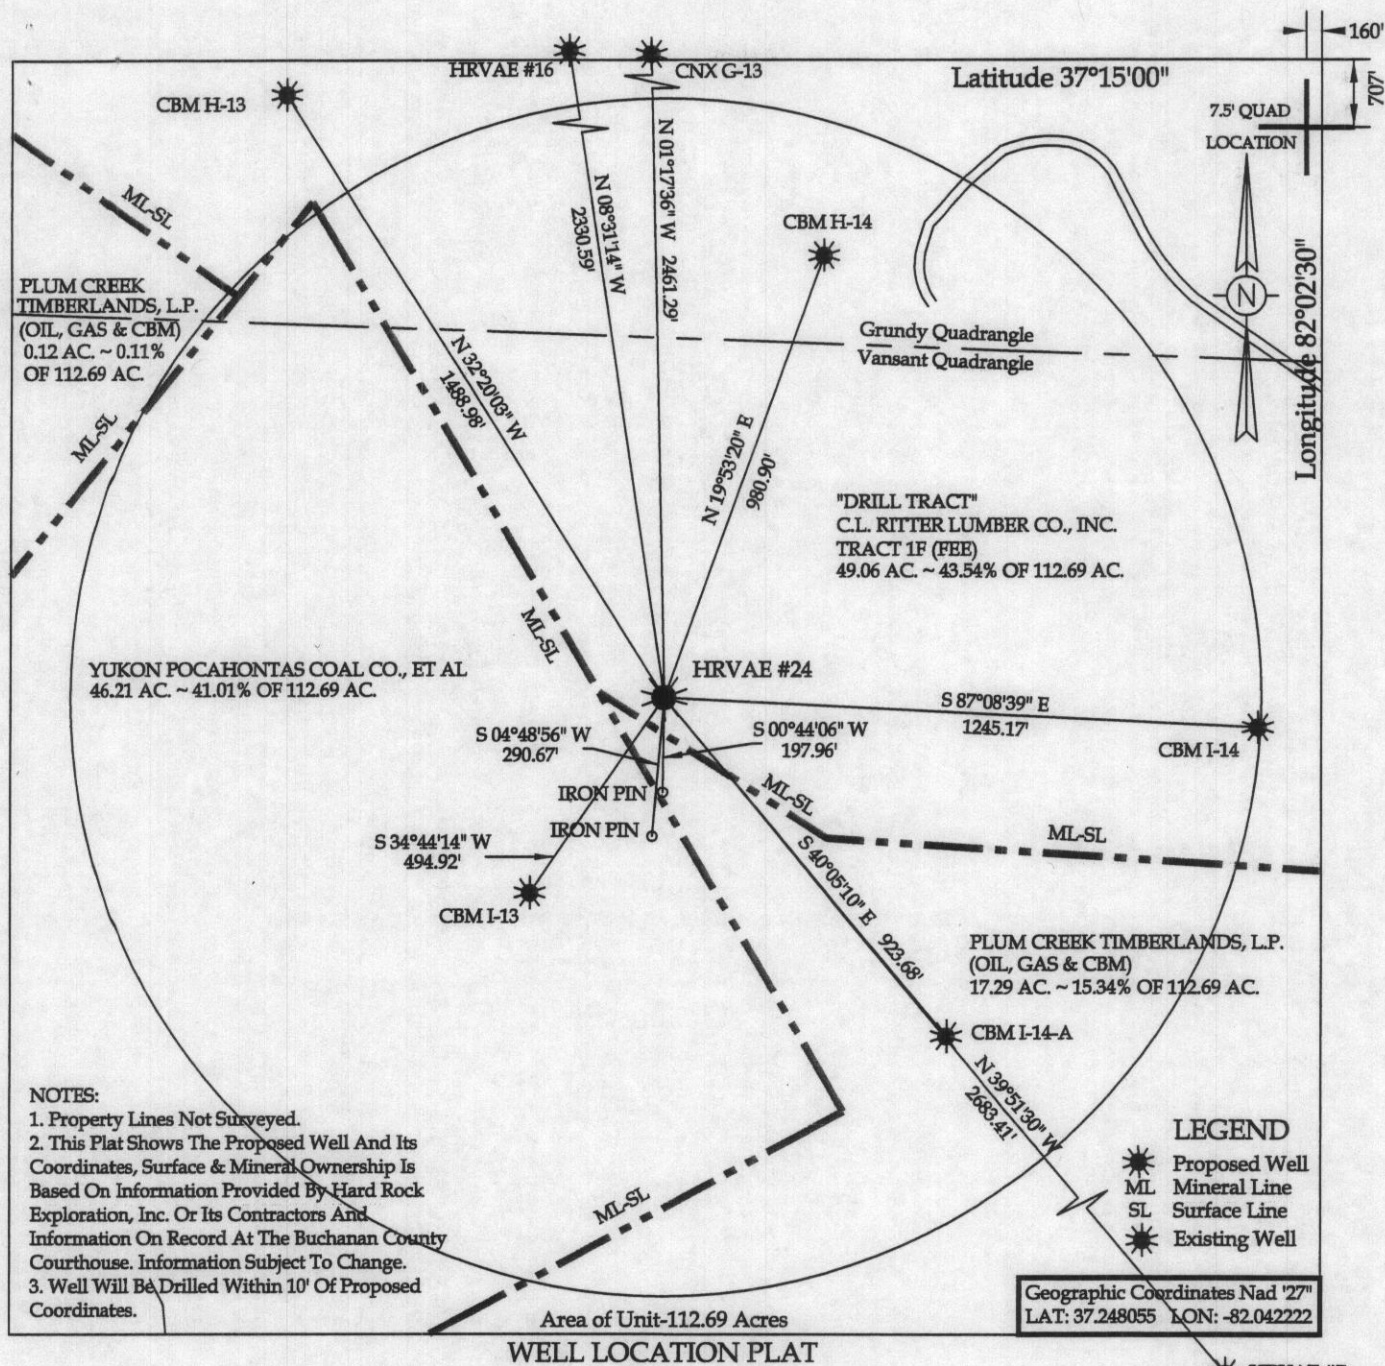 160'
HRVAE #16
CNX G-13
Latitude 37°15'00"
707'
CBM H-13
7.5' QUAD
LOCATION
ML-SL
N 01°17'36" W 2461.29'
N 08°31'14" W
2330.59'
CBM H-14
N
Longitude 82°02'30"
PLUM CREEK
TIMBERLANDS, L.P.
(OIL, GAS & CBM)
0.12 AC. ~ 0.11%
OF 112.69 AC.
Grundy Quadrangle
Vansant Quadrangle
N 32°20'03" W
1488.98'
ML-SL
N 19°53'20" E
980.90'
"DRILL TRACT"
C.L. RITTER LUMBER CO., INC.
TRACT 1F (FEE)
49.06 AC. ~ 43.54% OF 112.69 AC.
ML-SL
YUKON POCAHONTAS COAL CO., ET AL
46.21 AC. ~ 41.01% OF 112.69 AC.
HRVAE #24
S 87°08'39" E
1245.17'
CBM I-14
S 04°48'56" W
290.67'
S 00°44'06" W
197.96'
IRON PIN
IRON PIN
ML-SL
ML-SL
S 34°44'14" W
494.92'
CBM I-13
S 40°05'10" E 923.68'
PLUM CREEK TIMBERLANDS, L.P.
(OIL, GAS & CBM)
17.29 AC. ~ 15.34% OF 112.69 AC.
CBM I-14-A
N 39°51'30" W
2683.41'
NOTES:
1. Property Lines Not Surveyed.
2. This Plat Shows The Proposed Well And Its
Coordinates, Surface & Mineral Ownership Is
Based On Information Provided By Hard Rock
Exploration, Inc. Or Its Contractors And
Information On Record At The Buchanan County
Courthouse. Information Subject To Change.
3. Well Will Be Drilled Within 10' Of Proposed
Coordinates.
ML-SL
LEGEND
Proposed Well
ML Mineral Line
SL Surface Line
Existing Well
Geographic Coordinates Nad '27"
LAT: 37.248055 LON: -82.042222
Area of Unit-112.69 Acres
WELL LOCATION PLAT